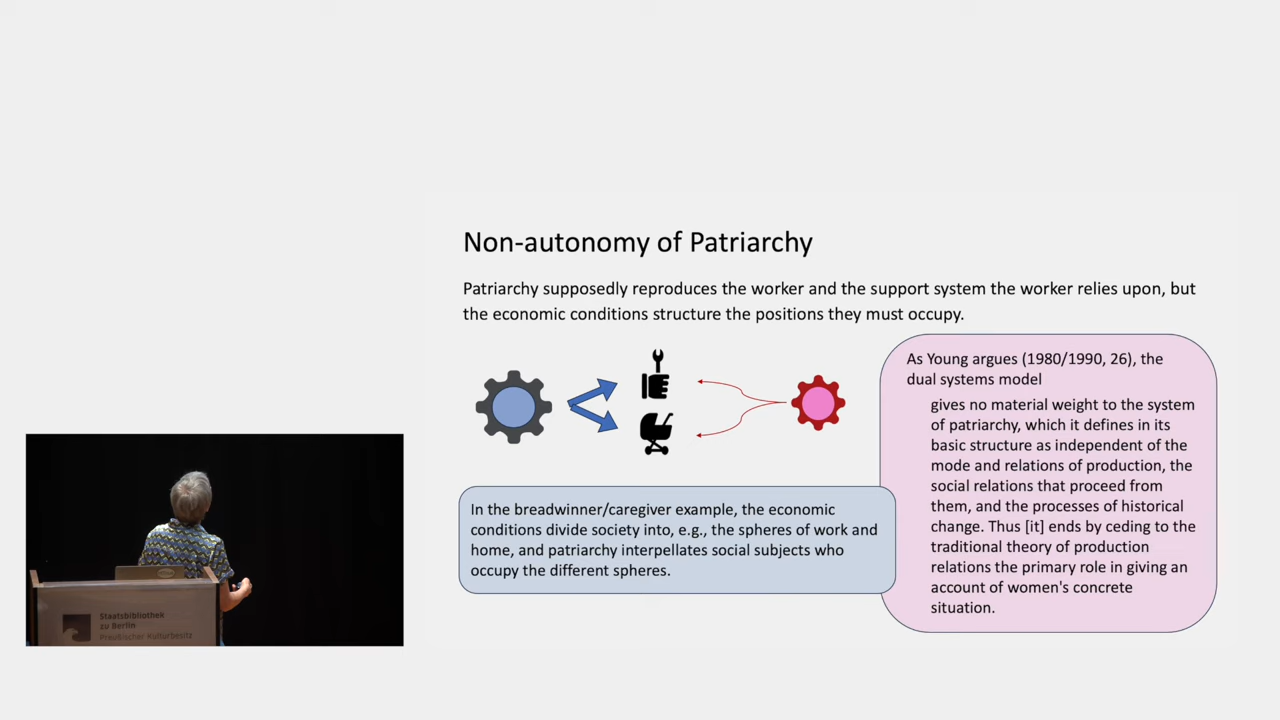 Non-autonomy of Patriarchy
Patriarchy supposedly reproduces the worker and the support system the worker relies upon, but
the economic conditions structure the positions they must occupy.
As Young argues (1980/1990, 26), the
dual systems model
gives no material weight to the system
of patriarchy, which it defines in its
basic structure as independent of the
mode and relations of production, the
social relations that proceed from
them, and the processes of historical
change. Thus [it] ends by ceding to the
traditional theory of production
relations the primary role in giving an
account of women's concrete
situation.
In the breadwinner/caregiver example, the economic
conditions divide society into, e.g., the spheres of work and
home, and patriarchy interpellates social subjects who
occupy the different spheres.
Staatsbibliothek
zu Berlin
Preußischer Kulturbesitz